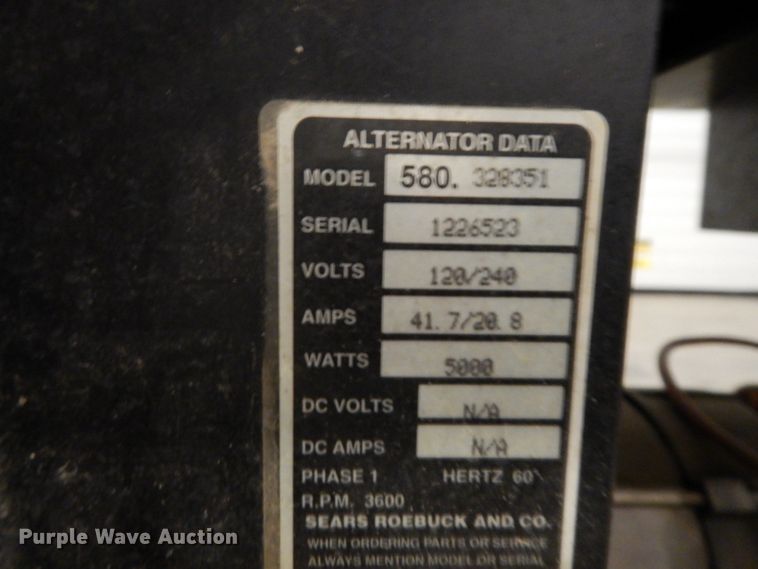 ALTERNATOR DATA
MODEL 580. 328351
SERIAL 1226523
VOLTS 120/240
AMPS 41.7/20.8
WATTS 5000
DC VOLTS N/A
DC AMPS N/A
PHASE 1 HERTZ 60
R.P.M. 3600
SEARS ROEBUCK AND CO.
WHEN ORDERING PARTS OR SERVICE
ALWAYS MENTION MODEL OR SERIAL
Purple Wave Auction